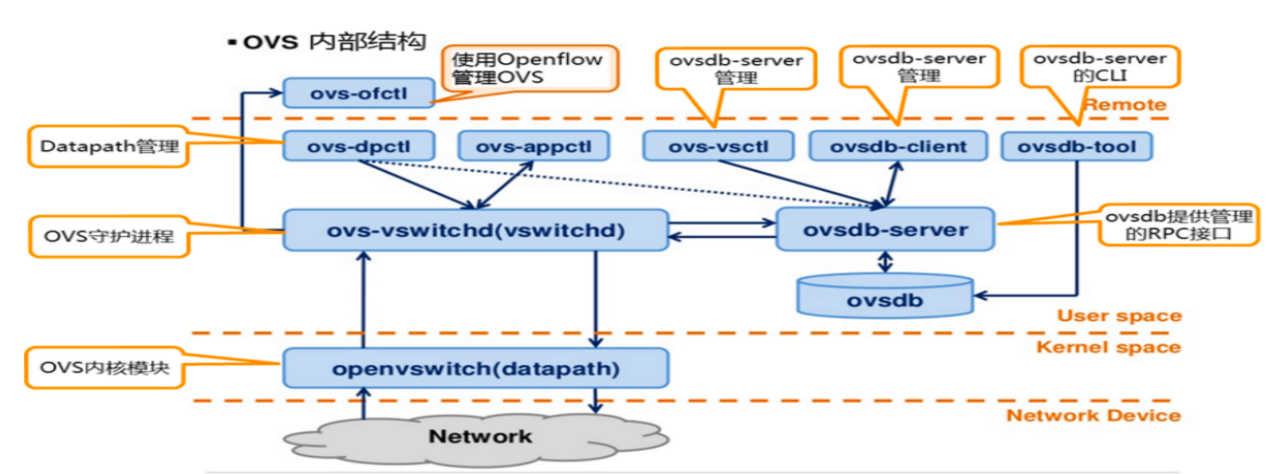 ▪ OVS 内部结构
使用Openflow
管理OVS
ovsdb-server
管理
ovsdb-server
管理
ovsdb-server
的CLI
ovs-ofctl
Remote
Datapath管理
ovs-dpctl
ovs-appctl
ovs-vsctl
ovsdb-client
ovsdb-tool
OVS守护进程
ovs-vswitchd(vswitchd)
ovsdb-server
ovsdb提供管理
的RPC接口
ovsdb
User space
Kernel space
OVS内核模块
openvswitch(datapath)
Network Device
Network